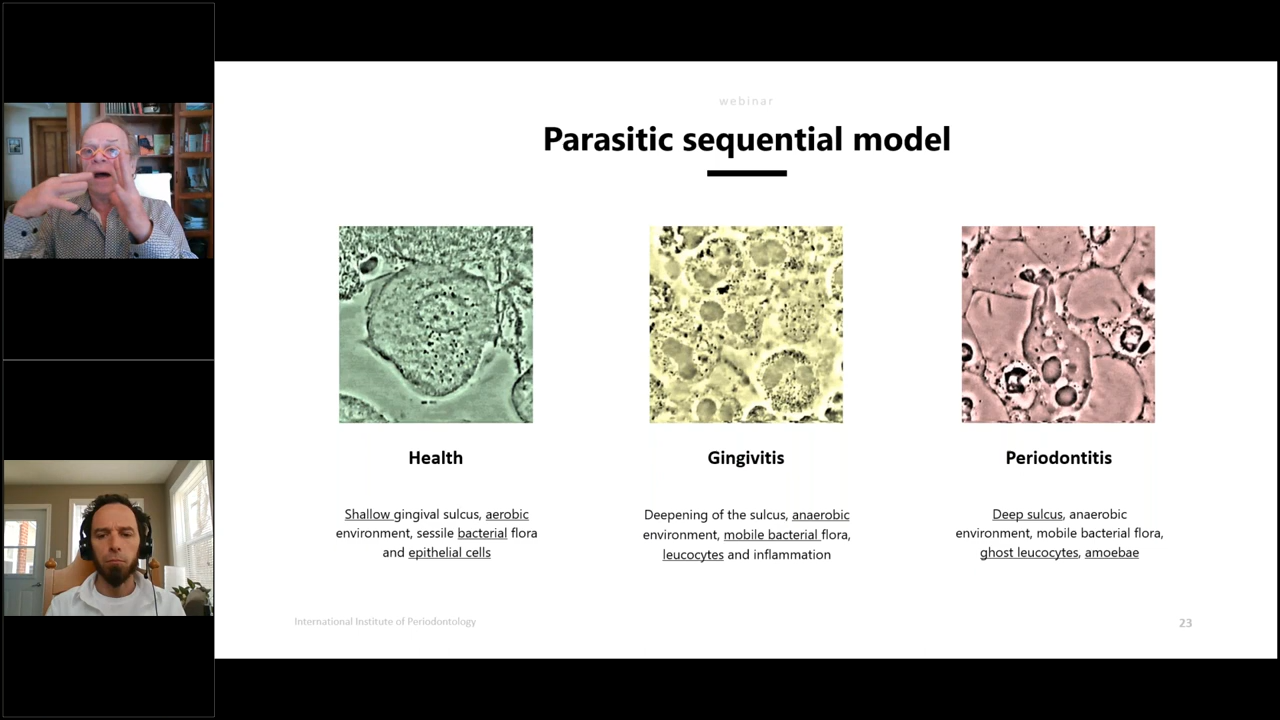 webinar
Parasitic sequential model
Health
Shallow gingival sulcus, aerobic
environment, sessile bacterial flora
and epithelial cells
Gingivitis
Deepening of the sulcus, anaerobic
environment, mobile bacterial flora,
leucocytes and inflammation
Periodontitis
Deep sulcus, anaerobic
environment, mobile bacterial flora,
ghost leucocytes, amoebae
International Institute of Periodontology
23